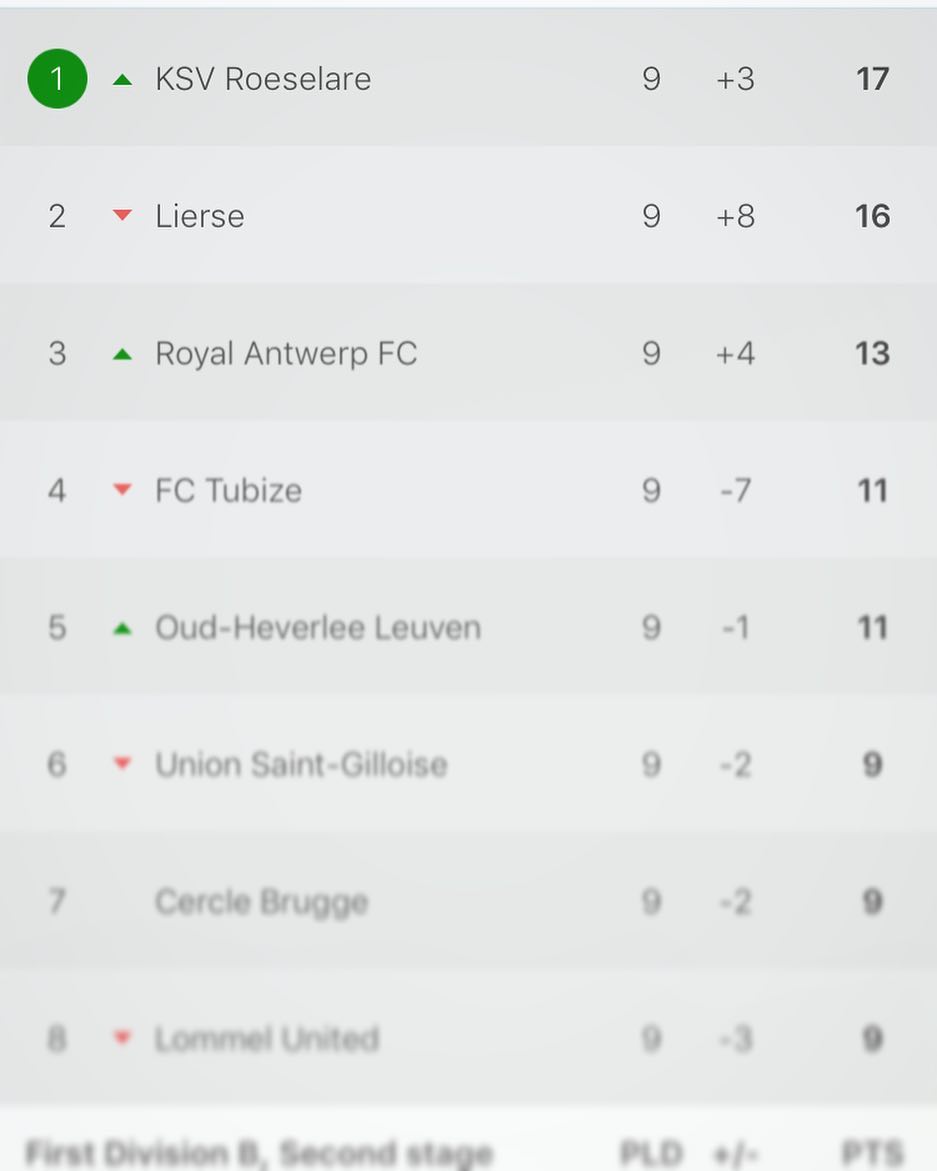 1 KSV Roeselare 9 +3 17
2 Lierse 9 +8 16
3 Royal Antwerp FC 9 +4 13
4 FC Tubize 9 -7 11
5 Oud-Heverlee Leuven 9 -1 11
6 Union Saint-Gilloise 9 -2 9
7 Cercle Brugge 9 -2 9
8 Lommel United 9 -3 9
First Division B, Second stage PLD +/- PTS